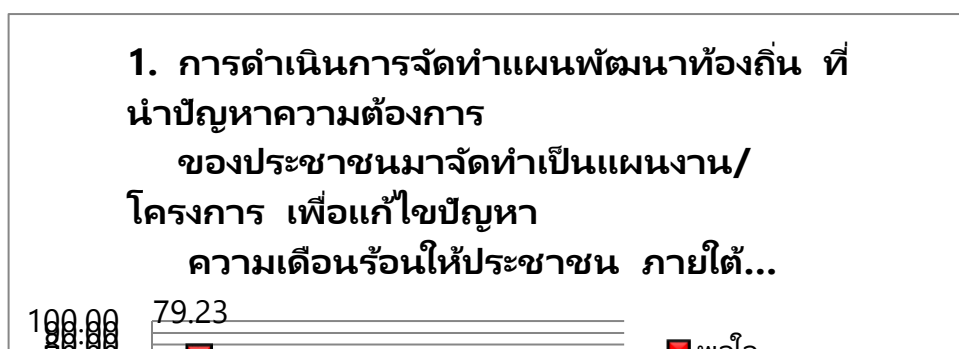 1. การดำเนินการจัดทำแผนพัฒนาท้องถิ่น ที่
นำปัญหาความต้องการ
ของประชาชนมาจัดทำเป็นแผนงาน/
โครงการ เพื่อแก้ไขปัญหา
ความเดือนร้อนให้ประชาชน ภายใต้...
100.00
79.23